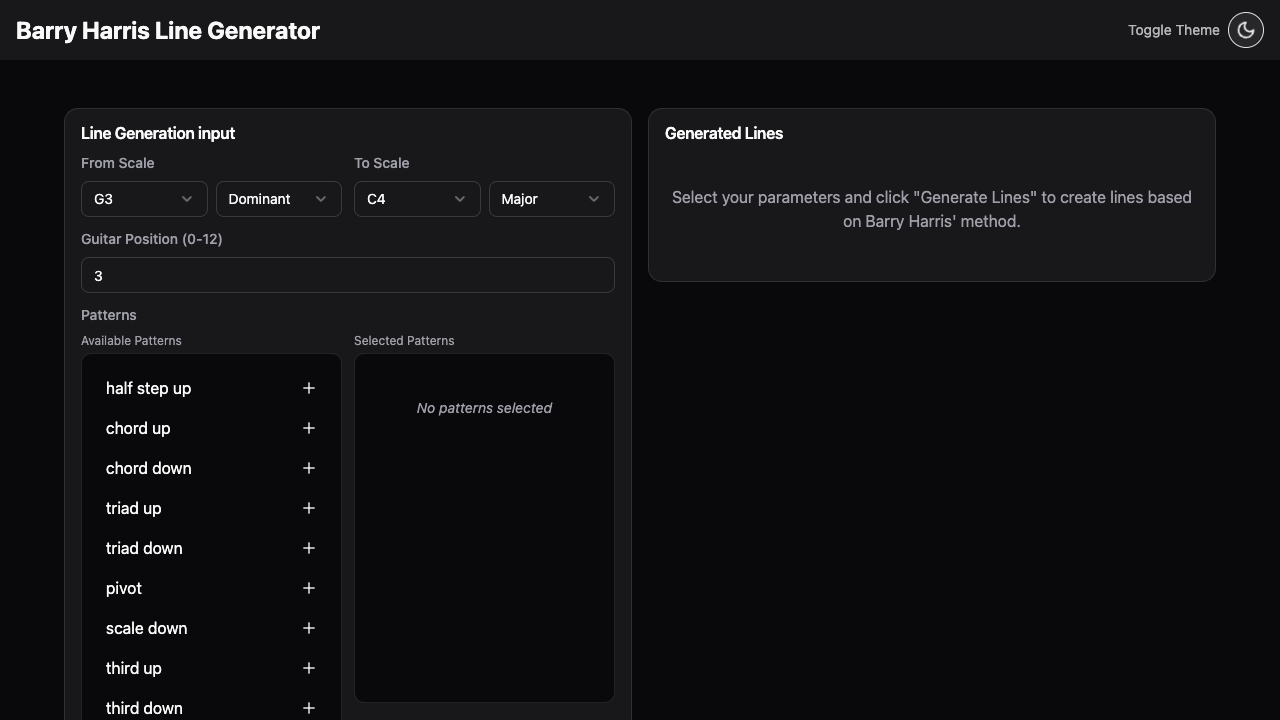 Barry Harris Line Generator
Toggle Theme
Line Generation input
From Scale
To Scale
G3
Dominant
C4
Major
Guitar Position (0-12)
3
Patterns
Available Patterns
Selected Patterns
half step up
chord up
chord down
triad up
triad down
pivot
scale down
third up
third down
No patterns selected
Generated Lines
Select your parameters and click "Generate Lines" to create lines based
on Barry Harris' method.